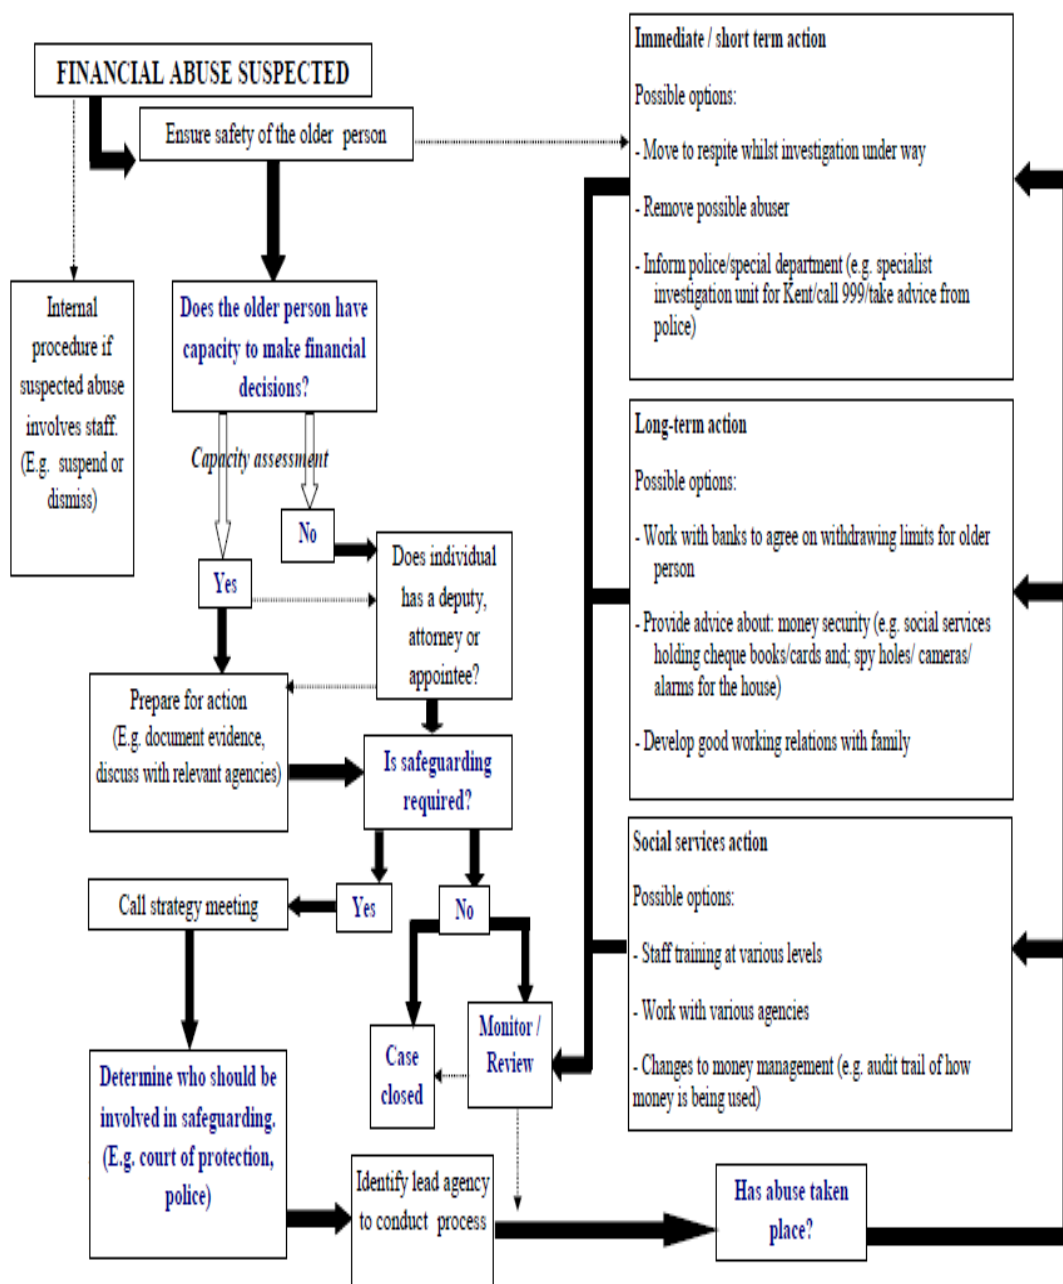 FINANCIAL ABUSE SUSPECTED
Ensure safety of the older person
Internal
procedure if
suspected abuse
involves staff.
(E.g. suspend or
dismiss)
Does the older person have
capacity to make financial
decisions?
Capacity assessment
No
Yes
Does individual
has a deputy,
attorney or
appointee?
Prepare for action
(E.g. document evidence,
discuss with relevant agencies)
Is safeguarding
required?
Call strategy meeting
Yes
No
Monitor /
Review
Case
closed
Determine who should be
involved in safeguarding.
(E.g. court of protection,
police)
Identify lead agency
to conduct process
Has abuse taken
place?
Immediate / short term action
Possible options:
- Move to respite whilst investigation under way
- Remove possible abuser
- Inform police/special department (e.g. specialist
investigation unit for Kent/call 999/take advice from
police)
Long-term action
Possible options:
- Work with banks to agree on withdrawing limits for older
person
- Provide advice about: money security (e.g. social services
holding cheque books/cards and; spy holes/ cameras/
alarms for the house)
- Develop good working relations with family
Social services action
Possible options:
- Staff training at various levels
- Work with various agencies
- Changes to money management (e.g. audit trail of how
money is being used)